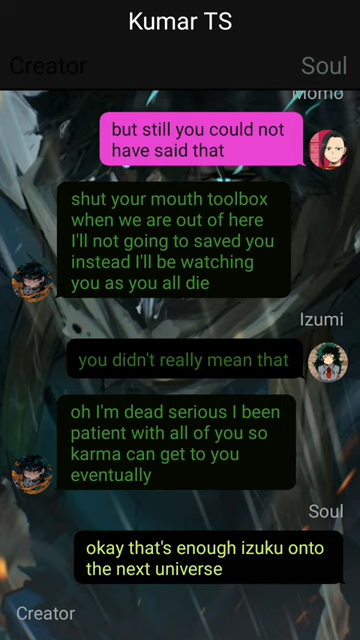 Kumar TS
Creator
Soul
Momo
but still you could not
have said that
shut your mouth toolbox
when we are out of here
I'll not going to saved you
instead I'll be watching
you as you all die
Izumi
you didn't really mean that
oh I'm dead serious I been
patient with all of you so
karma can get to you
eventually
Soul
okay that's enough izuku onto
the next universe
Creator